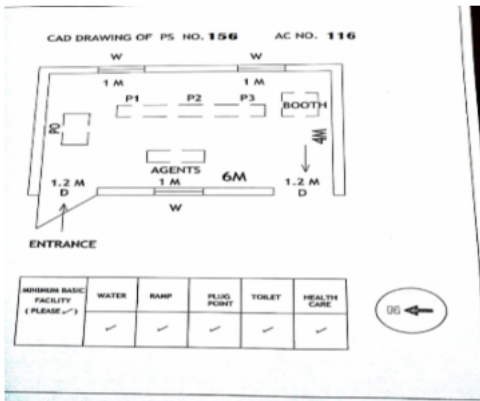 CAD DRAWING OF PS NO. 156 AC NO. 116
W W
1 M 1 M
P1 P2 P3
BOOTH
PO
4M
AGENTS
1.2 M 1 M 6M 1.2 M
D D
W
ENTRANCE
MINIMUM BASIC FACILITY ( PLEASE ✓ )
WATER RAMP PLUG POINT TOILET HEALTH CARE
✓ ✓ ✓ ✓ ✓
N